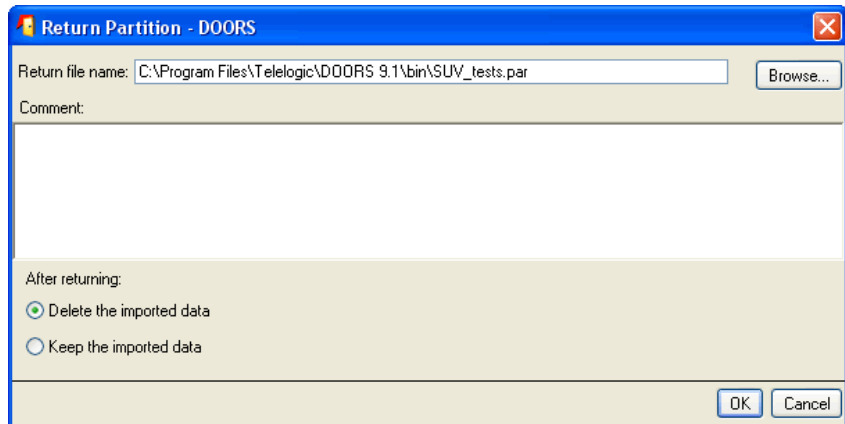 Return Partition - DOORS
Return file name: C:\Program Files\Telelogic\DOORS 9.1\bin\SUV_tests.par Browse...
Comment:
After returning:
Delete the imported data
Keep the imported data
OK Cancel